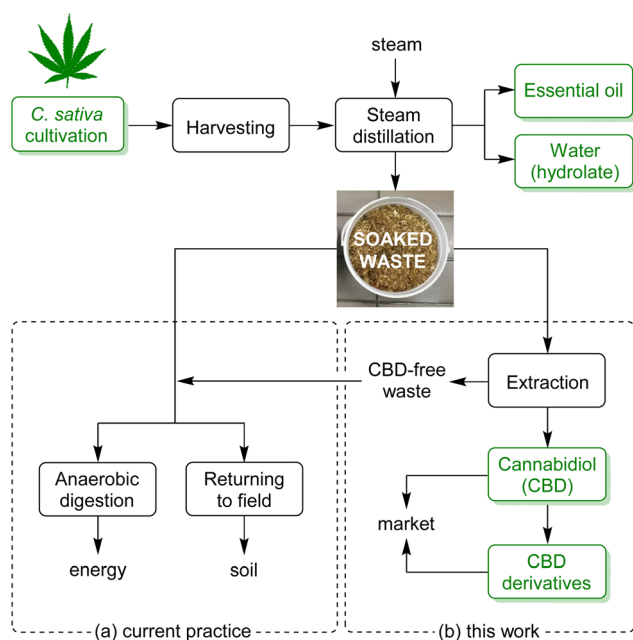 steam
C. sativa
cultivation
Harvesting
Steam
distillation
Essential oil
Water
(hydrolate)
SOAKED
WASTE
CBD-free
waste
Extraction
Anaerobic
digestion
Returning
to field
Cannabidiol
(CBD)
market
energy
soil
CBD
derivatives
(a) current practice
(b) this work